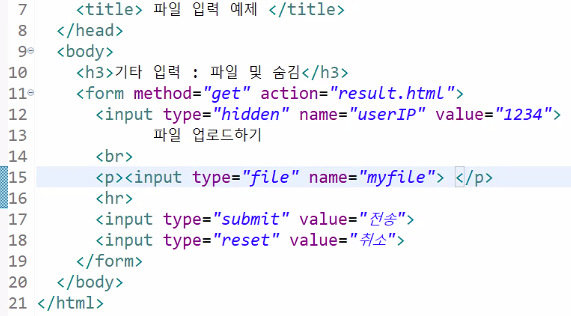 7 <title> 파일 입력 예제 </title>
8 </head>
9 <body>
10 <h3>기타 입력 : 파일 및 숨김</h3>
11 <form method="get" action="result.html">
12 <input type="hidden" name="userIP" value="1234">
13 파일 업로드하기
14 <br>
15 <p><input type="file" name="myfile"> </p>
16 <hr>
17 <input type="submit" value="전송">
18 <input type="reset" value="취소">
19 </form>
20 </body>
21 </html>